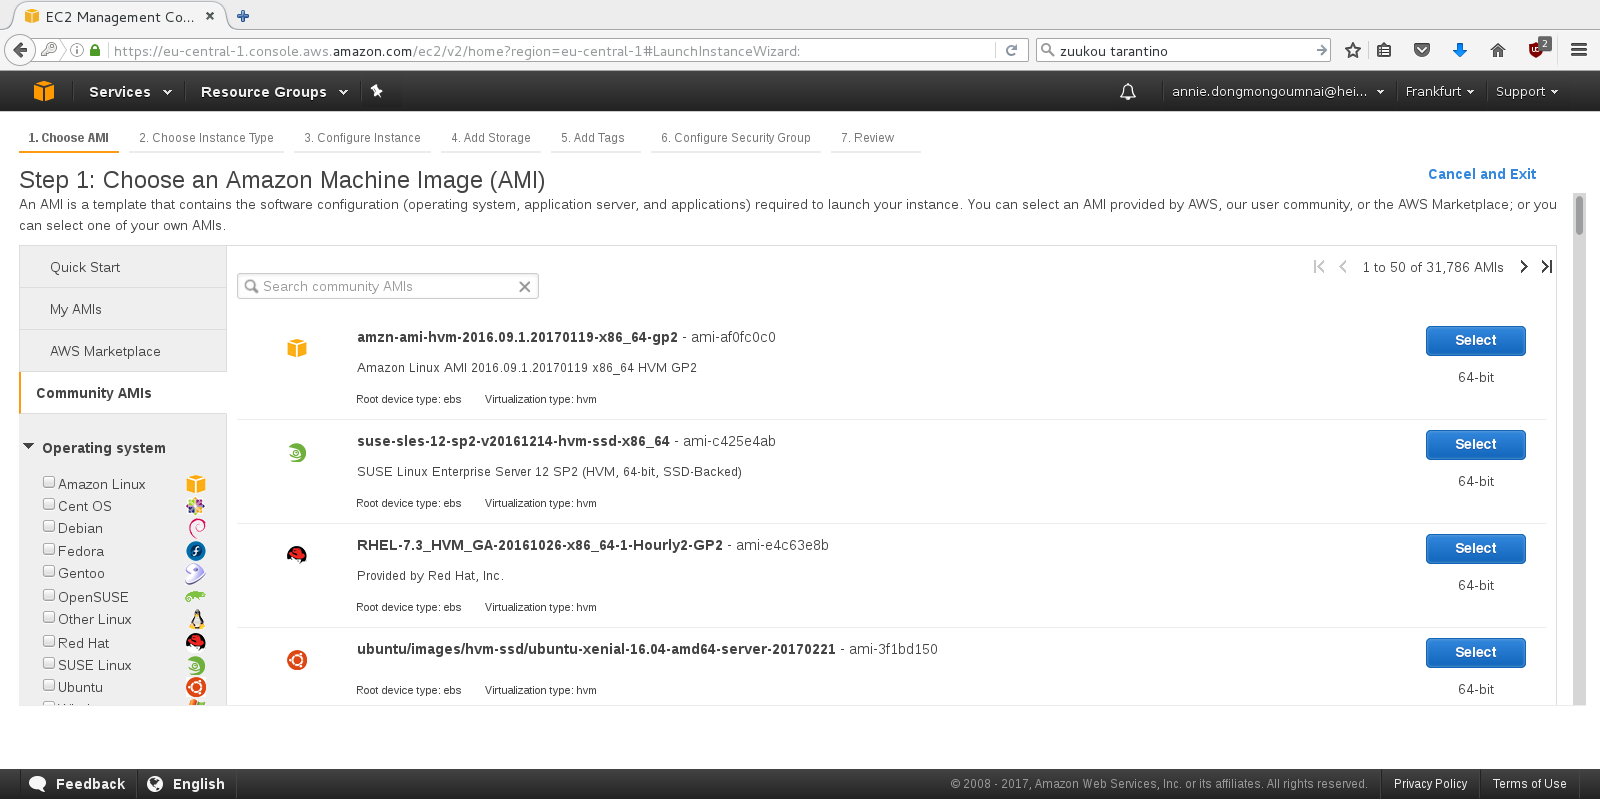 EC2 Management Co...
https://eu-central-1.console.aws.amazon.com/ec2/v2/home?region=eu-central-1#LaunchInstanceWizard:
zuukou tarantino
2
Services
Resource Groups
annie.dongmongoumnai@hei...
Frankfurt
Support
1. Choose AMI
2. Choose Instance Type
3. Configure Instance
4. Add Storage
5. Add Tags
6. Configure Security Group
7. Review
Step 1: Choose an Amazon Machine Image (AMI)
Cancel and Exit
An AMI is a template that contains the software configuration (operating system, application server, and applications) required to launch your instance. You can select an AMI provided by AWS, our user community, or the AWS Marketplace; or you
can select one of your own AMIs.
Quick Start
My AMIs
AWS Marketplace
Community AMIs
Operating system
Amazon Linux
Cent OS
Debian
Fedora
Gentoo
OpenSUSE
Other Linux
Red Hat
SUSE Linux
Ubuntu
Search community AMIs
1 to 50 of 31,786 AMIs
amzn-ami-hvm-2016.09.1.20170119-x86_64-gp2 - ami-af0fc0c0
Amazon Linux AMI 2016.09.1.20170119 x86_64 HVM GP2
Root device type: ebs Virtualization type: hvm
Select
64-bit
suse-sles-12-sp2-v20161214-hvm-ssd-x86_64 - ami-c425e4ab
SUSE Linux Enterprise Server 12 SP2 (HVM, 64-bit, SSD-Backed)
Root device type: ebs Virtualization type: hvm
Select
64-bit
RHEL-7.3_HVM_GA-20161026-x86_64-1-Hourly2-GP2 - ami-e4c63e8b
Provided by Red Hat, Inc.
Root device type: ebs Virtualization type: hvm
Select
64-bit
ubuntu/images/hvm-ssd/ubuntu-xenial-16.04-amd64-server-20170221 - ami-3f1bd150
Root device type: ebs Virtualization type: hvm
Select
64-bit
Feedback
English
© 2008 - 2017, Amazon Web Services, Inc. or its affiliates. All rights reserved.
Privacy Policy
Terms of Use